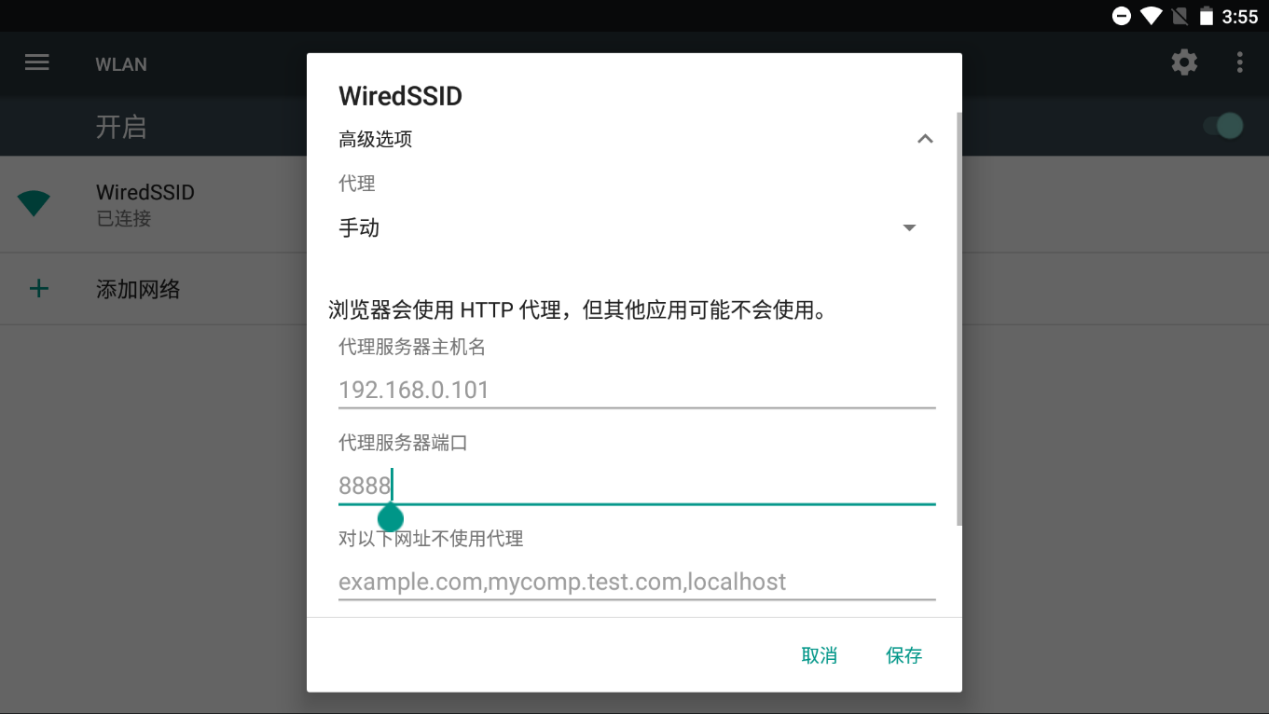 3:55
WLAN
开启
WiredSSID
已连接
添加网络
WiredSSID
高级选项
代理
手动
浏览器会使用 HTTP 代理，但其他应用可能不会使用。
代理服务器主机名
192.168.0.101
代理服务器端口
8888
对以下网址不使用代理
example.com,mycomp.test.com,localhost
取消
保存